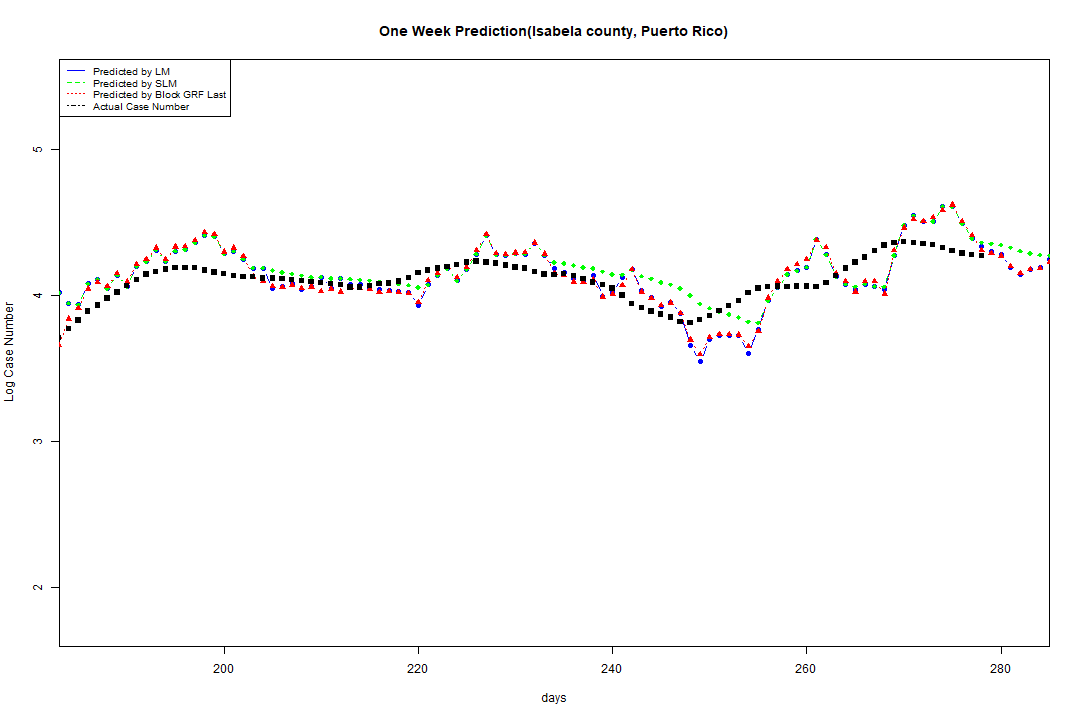 One Week Prediction(Isabela county, Puerto Rico)
Predicted by LM
Predicted by SLM
Predicted by Block GRF Last
Actual Case Number
5
4
3
2
Log Case Number
200 220 240 260 280
days